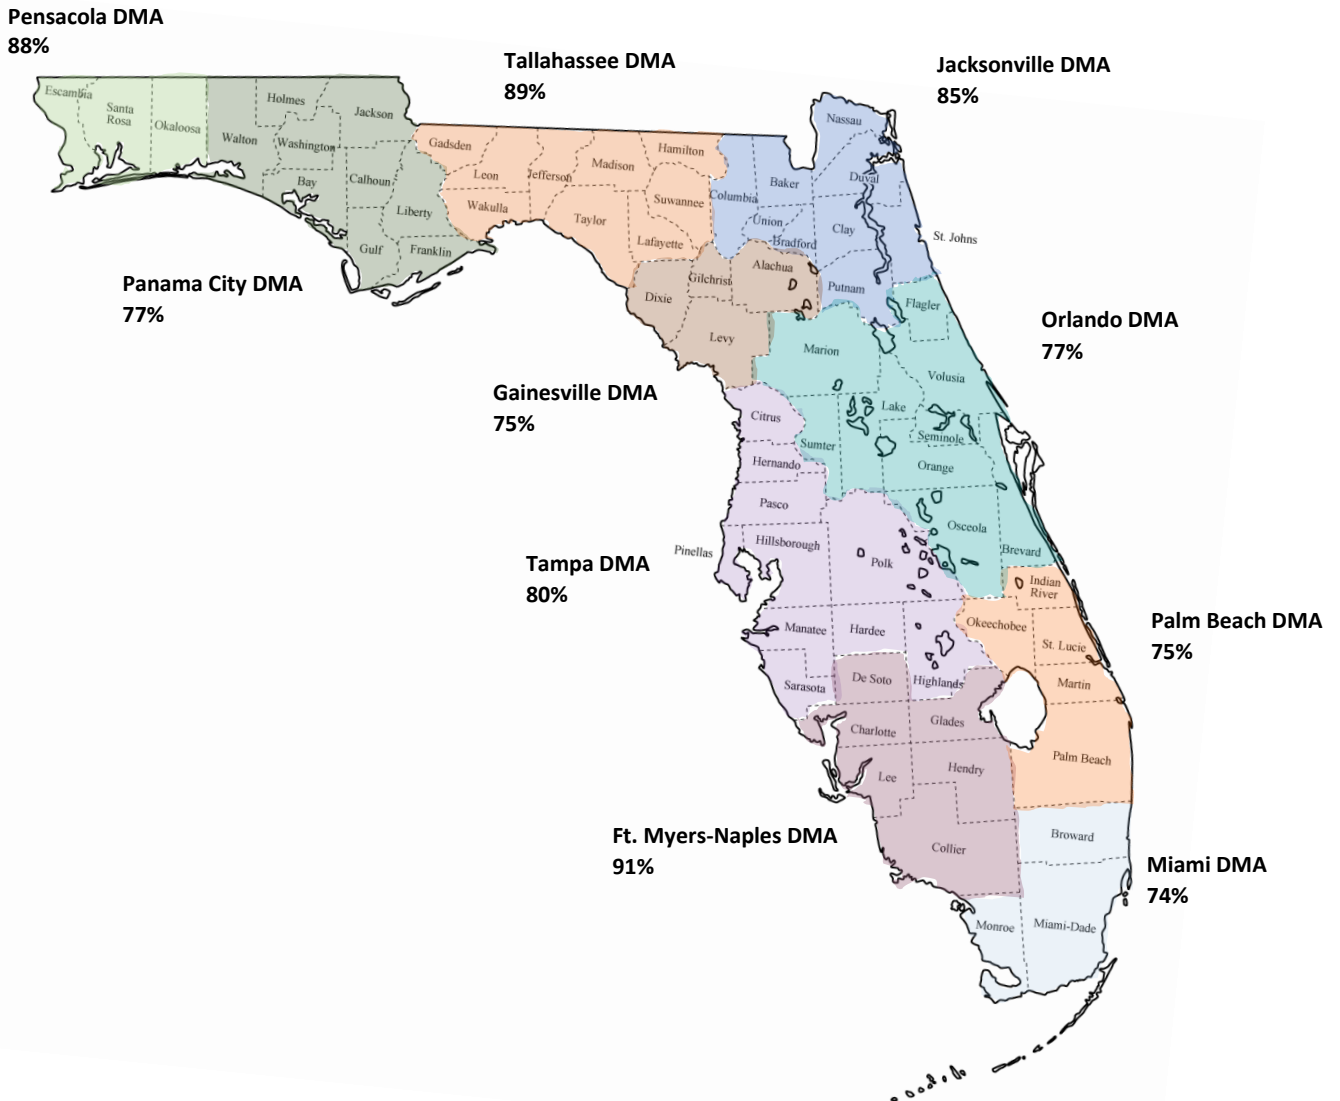 Pensacola DMA
88%
Tallahassee DMA
89%
Jacksonville DMA
85%
Escambia
Santa
Rosa
Okaloosa
Walton
Holmes
Washington
Jackson
Bay
Calhoun
Liberty
Gulf
Franklin
Gadsden
Leon
Wakulla
Jefferson
Madison
Taylor
Hamilton
Suwannee
Lafayette
Nassau
Columbia
Baker
Duval
Union
Bradford
Clay
St. Johns
Putnam
Panama City DMA
77%
Dixie
Gilchrist
Alachua
Levy
Flagler
Orlando DMA
77%
Marion
Volusia
Lake
Sumter
Seminole
Orange
Osceola
Brevard
Gainesville DMA
75%
Citrus
Hernando
Pasco
Pinellas
Hillsborough
Polk
Tampa DMA
80%
Manatee
Hardee
Sarasota
Highlands
Indian
River
Okeechobee
St. Lucie
Martin
Palm Beach
Palm Beach DMA
75%
De Soto
Charlotte
Glades
Lee
Hendry
Collier
Ft. Myers-Naples DMA
91%
Broward
Miami DMA
74%
Monroe
Miami-Dade